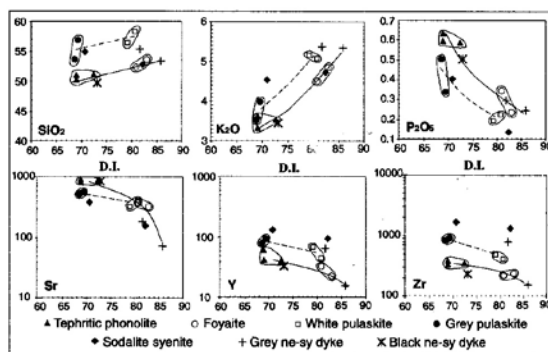 60
55
50
45
40
SIO₂
60 65 70 75 80 85 90
6
5
4
3
K₂O
60 65 70 75 80 85 90
0.7
0.6
0.5
0.4
0.3
0.2
0.1
P₂O₅
60 65 70 75 80 85 90
D.I. D.I. D.I.
1000
100
10
Sr
60 65 70 75 80 85 90
1000
100
10
Y
60 65 70 75 80 85 90
10000
1000
100
Zr
60 65 70 75 80 85 90
Tephritic phonolite Foyaite White pulaskite Grey pulaskite
Sodalite syenite Grey ne-sy dyke Black ne-sy dyke